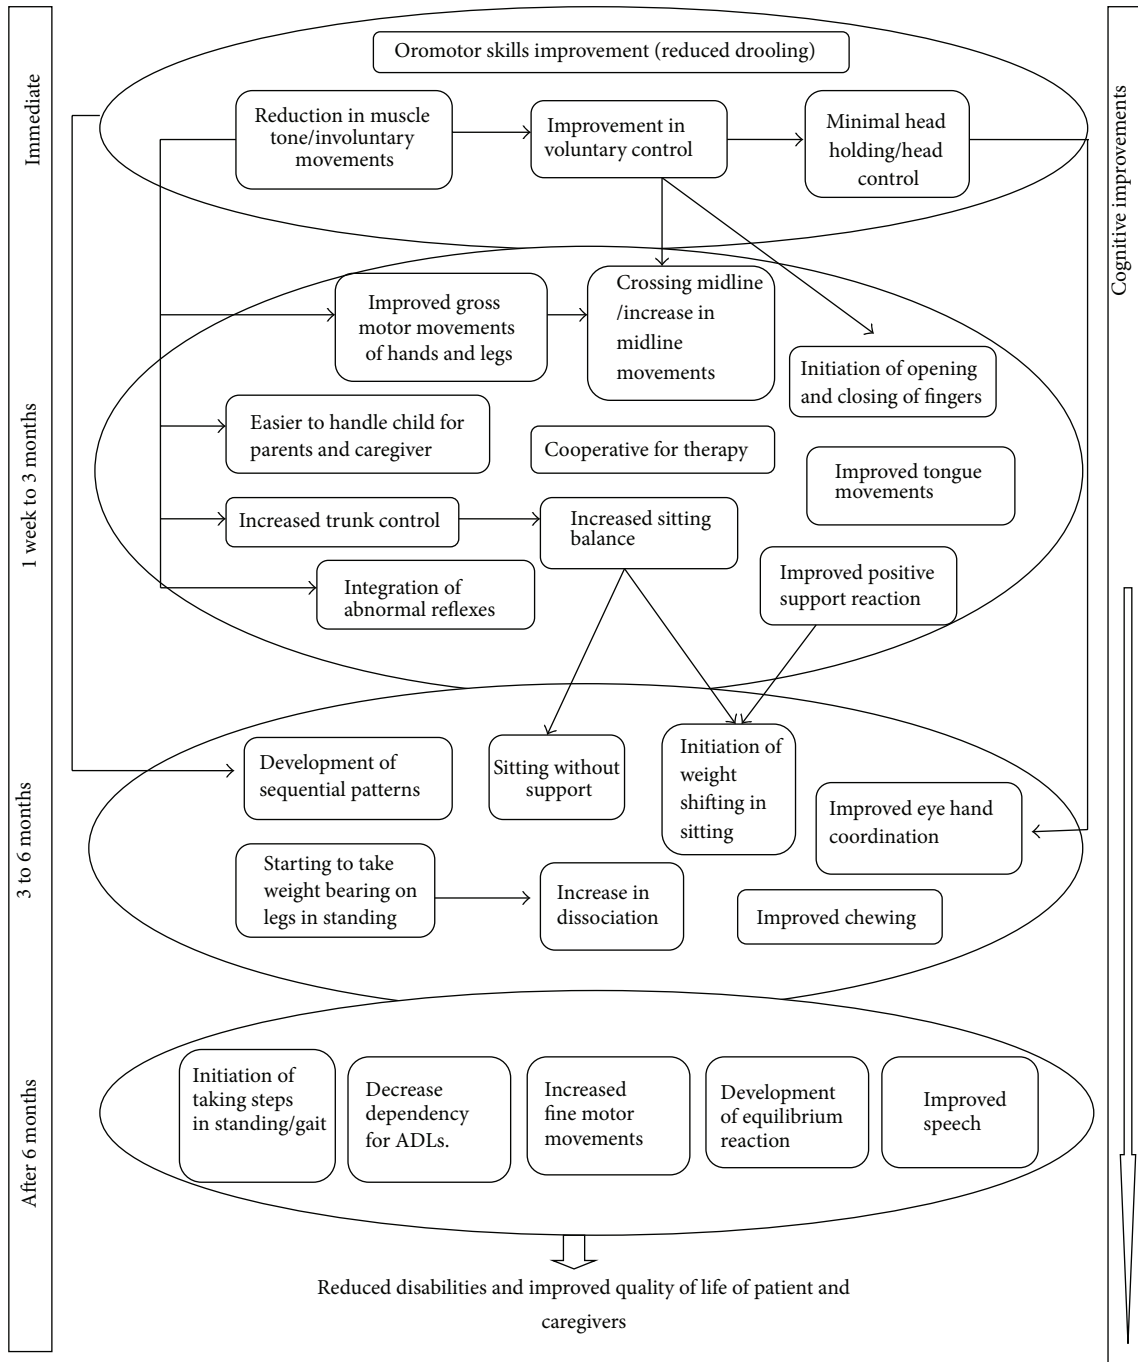 Immediate
Oromotor skills improvement (reduced drooling)
Reduction in muscle
tone/involuntary
movements
Improvement in
voluntary control
Minimal head
holding/head
control
Cognitive improvements
1 week to 3 months
Improved gross
motor movements
of hands and legs
Crossing midline
/increase in
midline
movements
Initiation of opening
and closing of fingers
Easier to handle child for
parents and caregiver
Cooperative for therapy
Improved tongue
movements
Increased trunk control
Increased sitting
balance
Integration of
abnormal reflexes
Improved positive
support reaction
3 to 6 months
Development of
sequential patterns
Sitting without
support
Initiation of
weight
shifting in
sitting
Improved eye hand
coordination
Starting to take
weight bearing on
legs in standing
Increase in
dissociation
Improved chewing
After 6 months
Initiation of
taking steps
in standing/gait
Decrease
dependency
for ADLs.
Increased
fine motor
movements
Development
of equilibrium
reaction
Improved
speech
Reduced disabilities and improved quality of life of patient and
caregivers